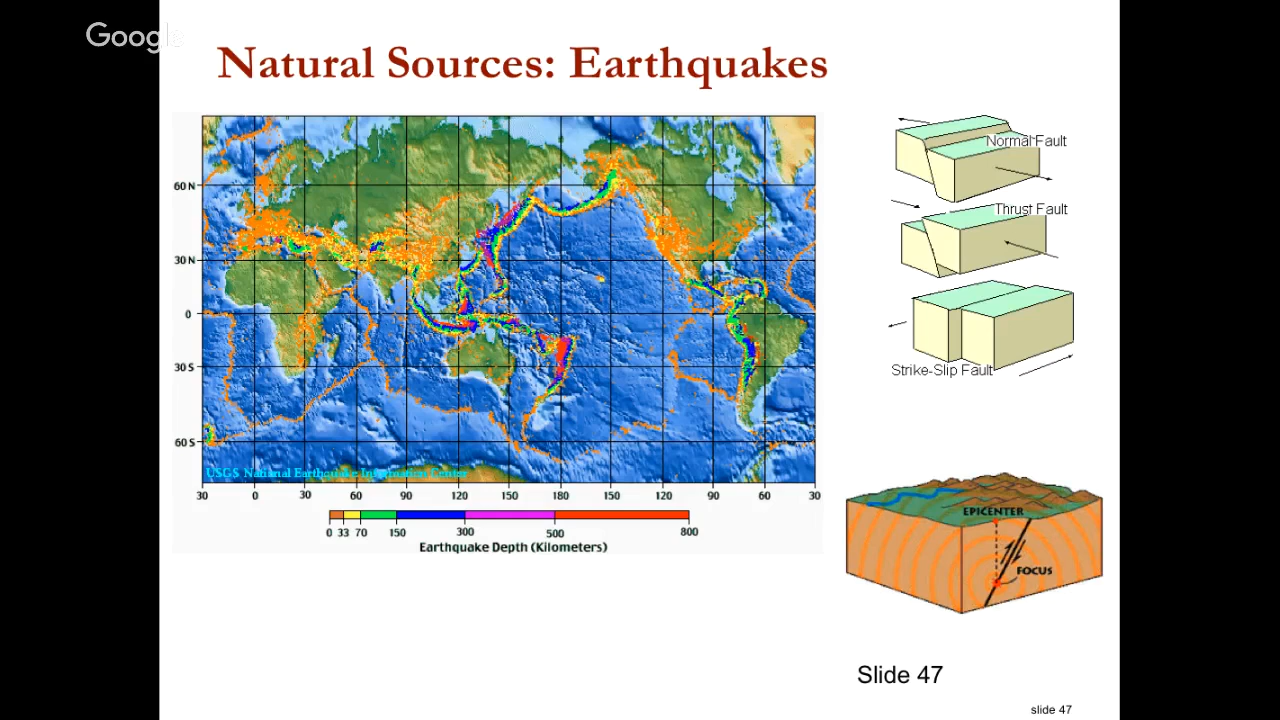 Google
Natural Sources: Earthquakes
60 N
30 N
0
30 S
60 S
USGS National Earthquake Information Center
30 0 30 60 90 120 150 180 150 120 90 60 30
0 33 70 150 300 500 800
Earthquake Depth (Kilometers)
Normal Fault
Thrust Fault
Strike-Slip Fault
EPICENTER
FOCUS
Slide 47
slide 47